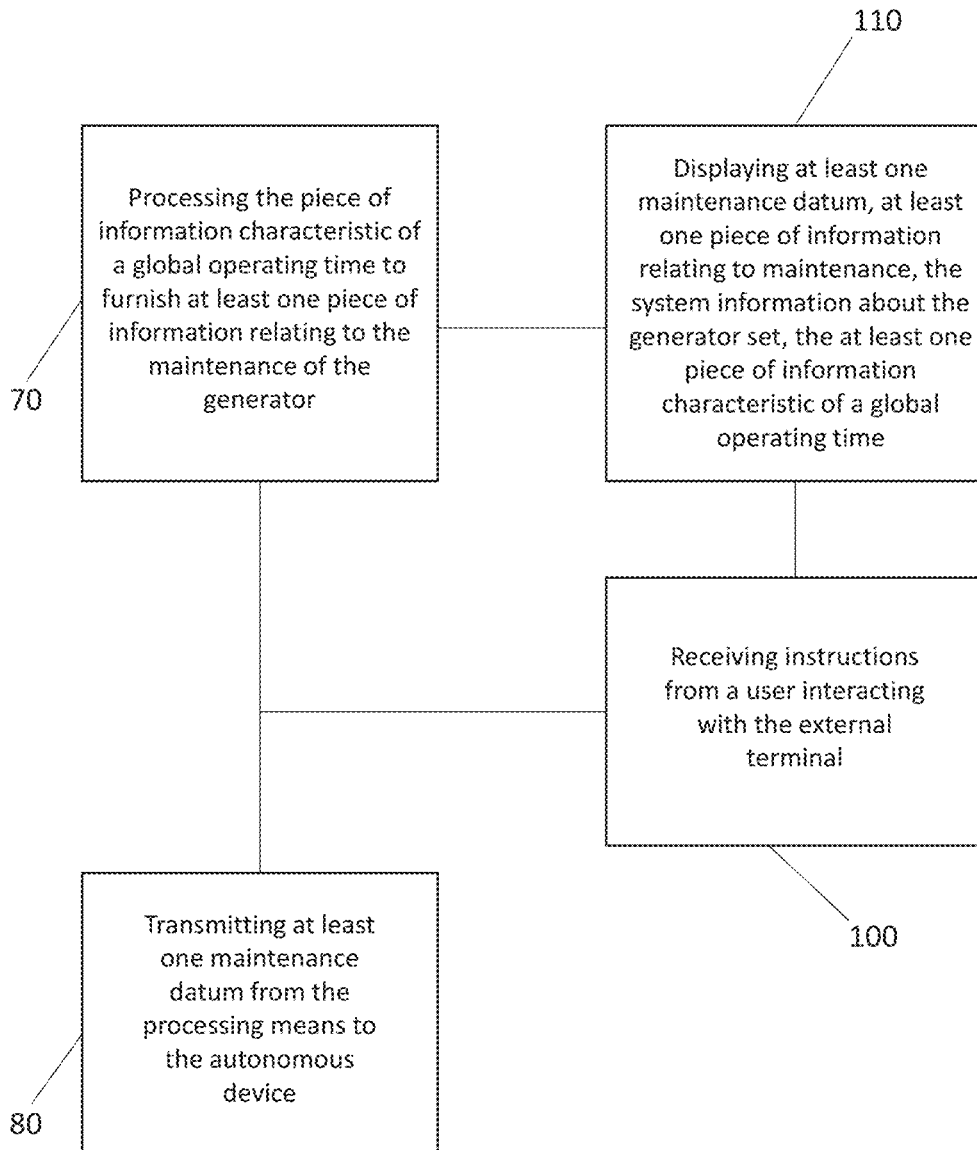 110
Processing the piece of
information characteristic of
a global operating time to
furnish at least one piece of
information relating to the
maintenance of the
generator
70
Displaying at least one
maintenance datum, at least
one piece of information
relating to maintenance, the
system information about the
generator set, the at least one
piece of information
characteristic of a global
operating time
Receiving instructions
from a user interacting
with the external
terminal
100
Transmitting at least
one maintenance
datum from the
processing means to
the autonomous
device
80